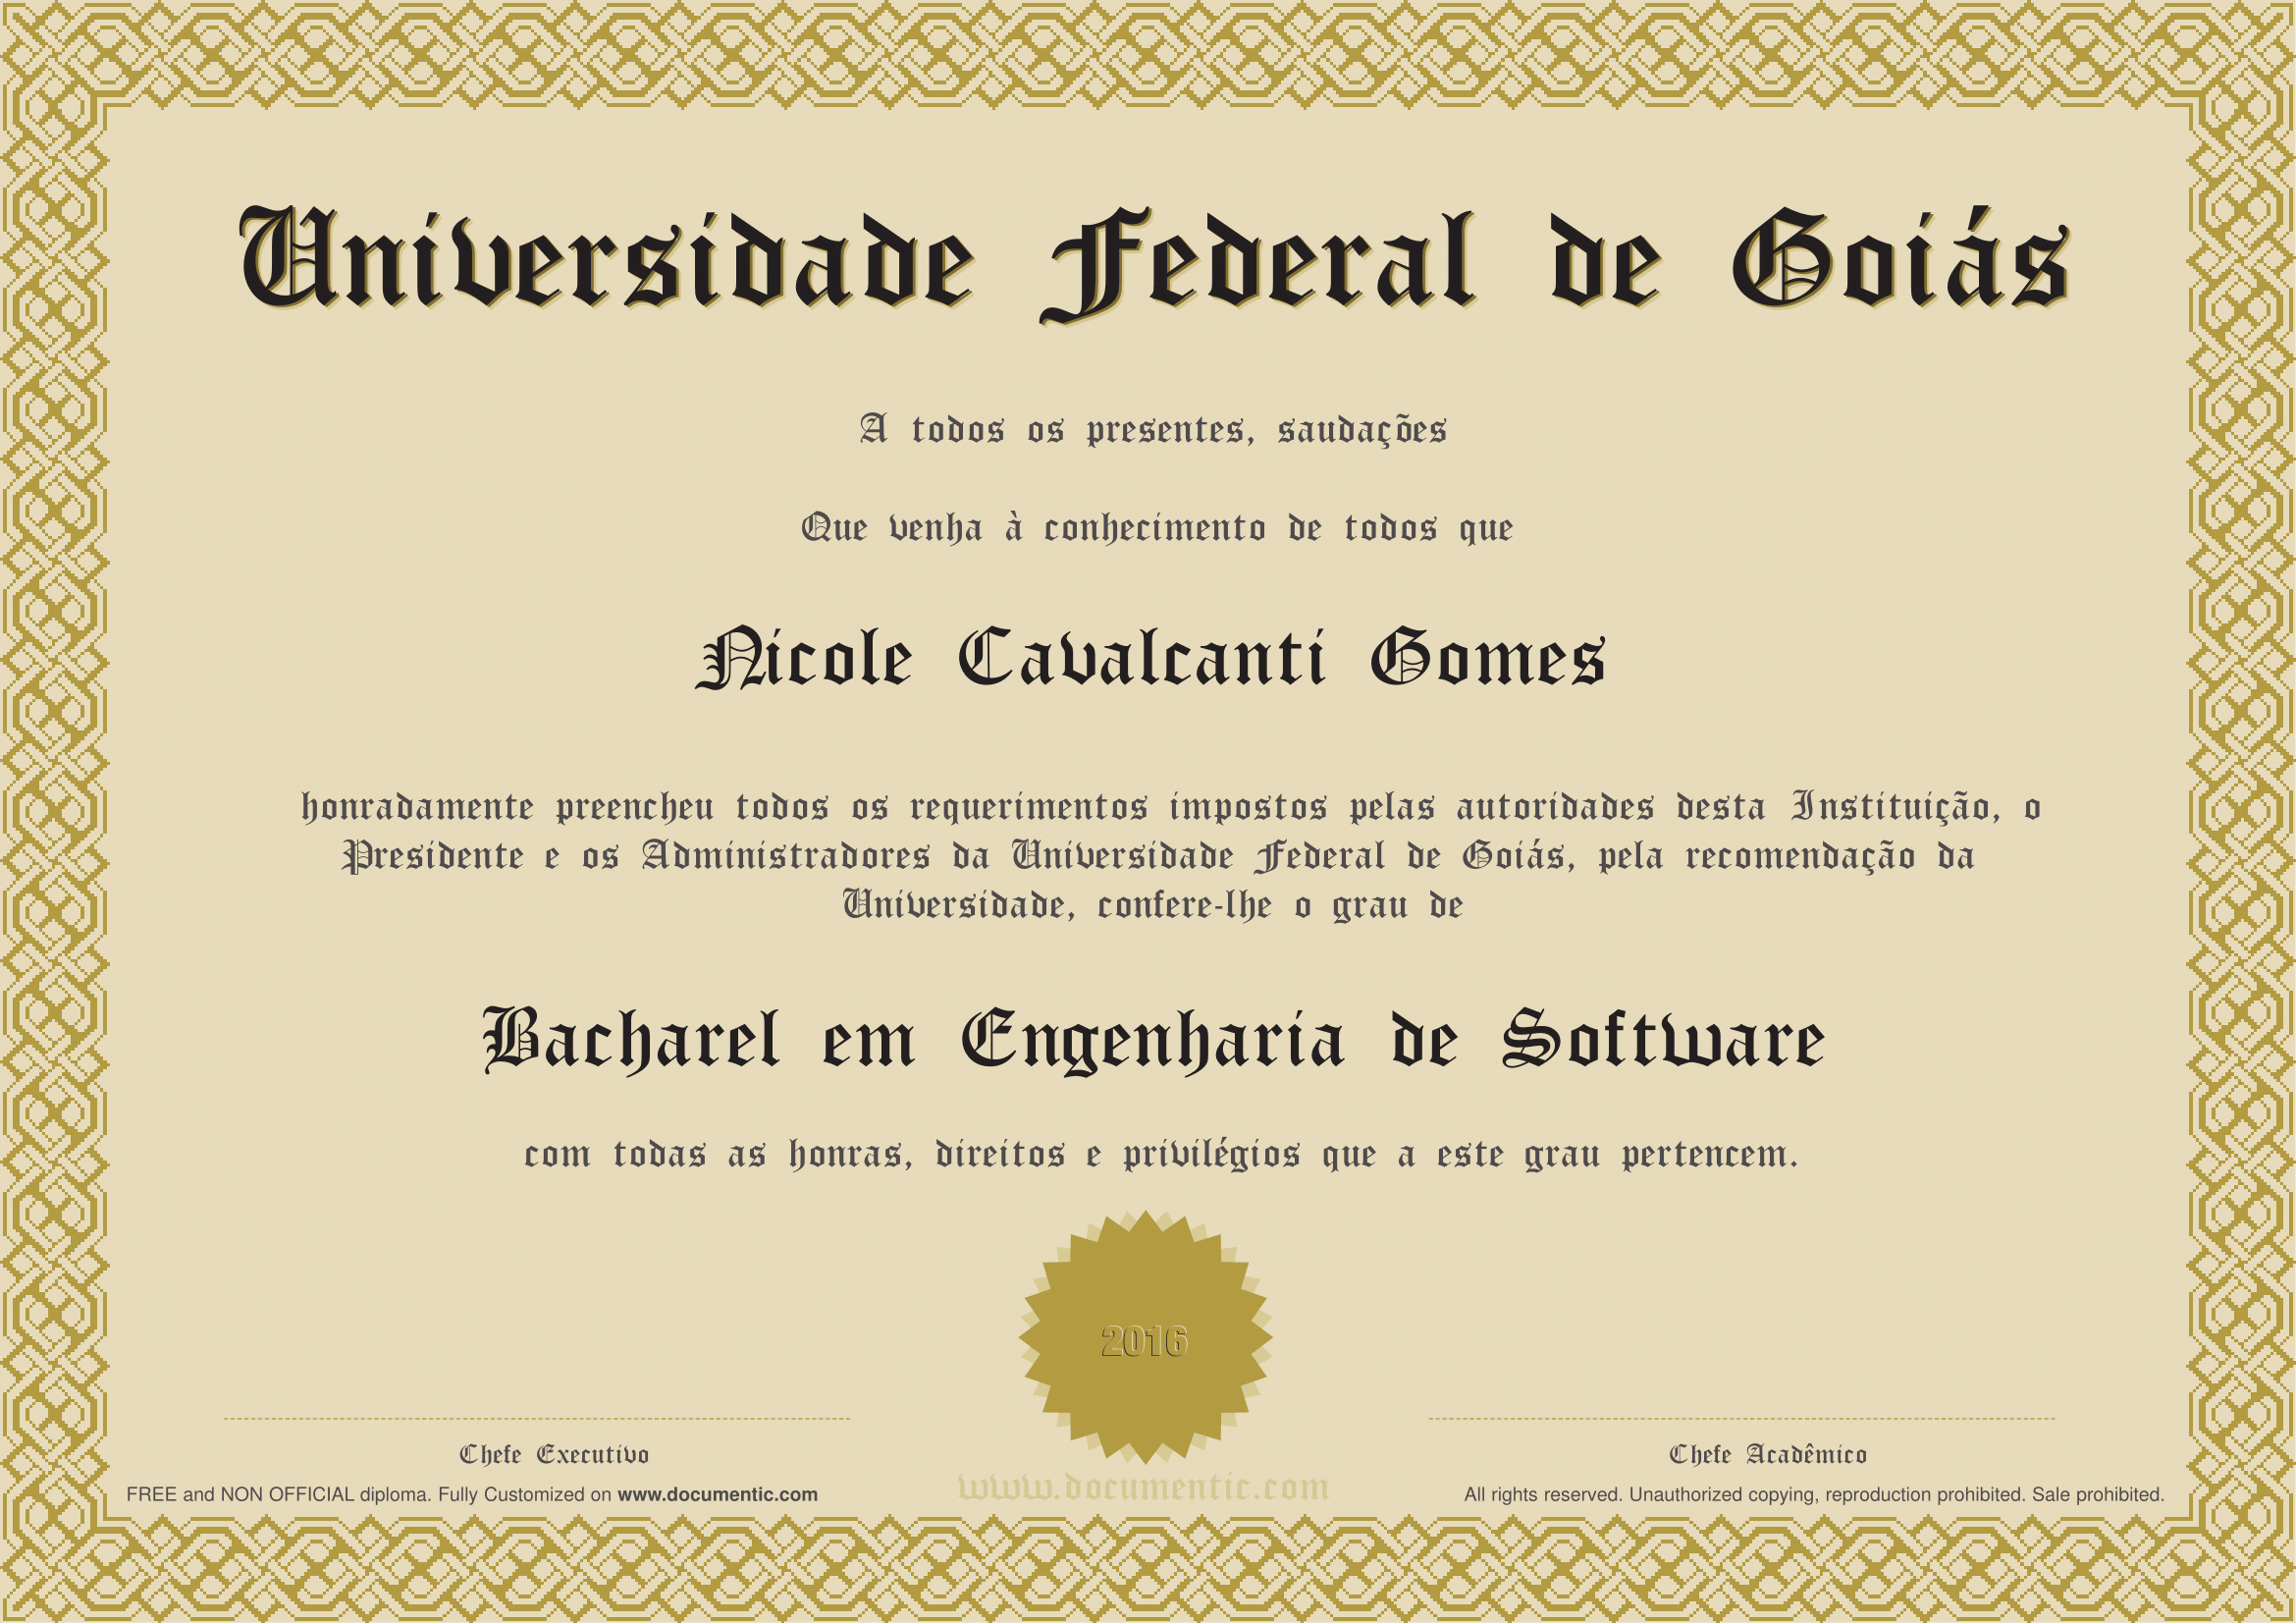 Universidade Federal de Goiás
A todos os presentes, saudações
Que venha à conhecimento de todos que
Nicole Cavalcanti Gomes
honradamente preencheu todos os requerimentos impostos pelas autoridades desta Instituição, o
Presidente e os Administradores da Universidade Federal de Goiás, pela recomendação da
Universidade, confere-lhe o grau de
Bacharel em Engenharia de Software
com todas as honras, direitos e privilégios que a este grau pertencem.
2016
Chefe Executivo
Chefe Acadêmico
FREE and NON OFFICIAL diploma. Fully Customized on www.documentic.com
www.documentic.com
All rights reserved. Unauthorized copying, reproduction prohibited. Sale prohibited.